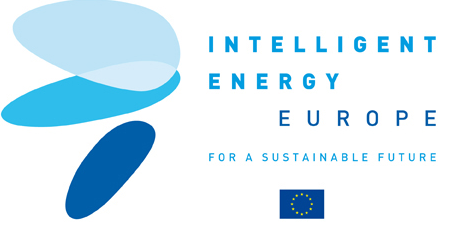 INTELLIGENT
ENERGY
EUROPE
FOR A SUSTAINABLE FUTURE